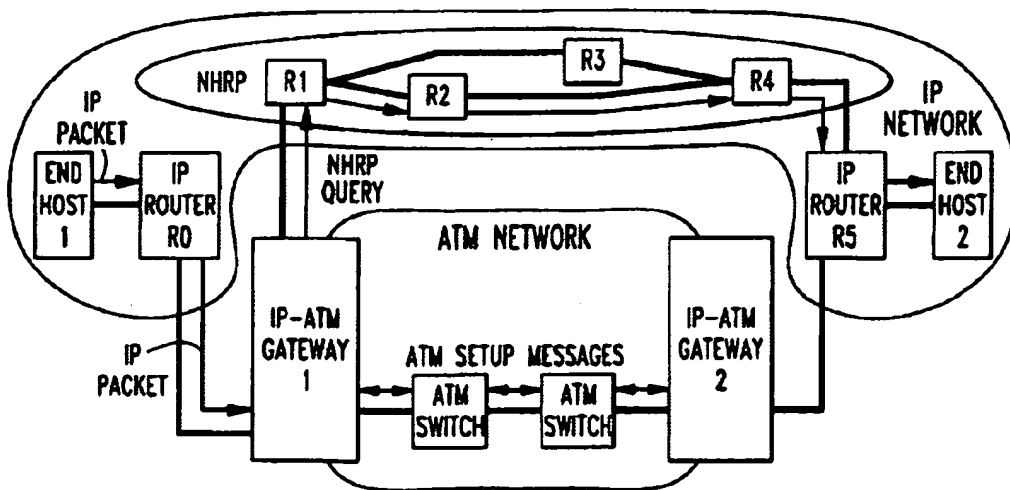 NHRP
R1
R2
R3
R4
IP
PACKET
IP
NETWORK
END
HOST
1
IP
ROUTER
R0
NHRP
QUERY
IP
ROUTER
R5
END
HOST
2
ATM NETWORK
IP-ATM
GATEWAY
1
IP-ATM
GATEWAY
2
IP
PACKET
ATM SETUP MESSAGES
ATM
SWITCH
ATM
SWITCH